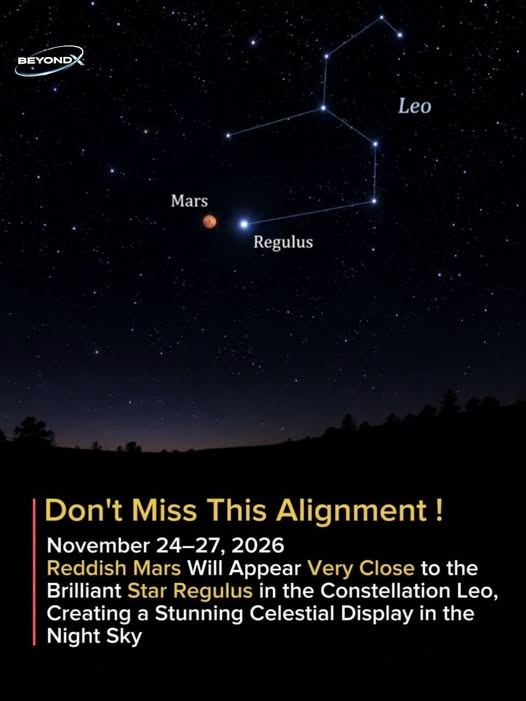 BEYONDX
Leo
Mars
Regulus
Don't Miss This Alignment !
November 24–27, 2026
Reddish Mars Will Appear Very Close to the
Brilliant Star Regulus in the Constellation Leo,
Creating a Stunning Celestial Display in the
Night Sky